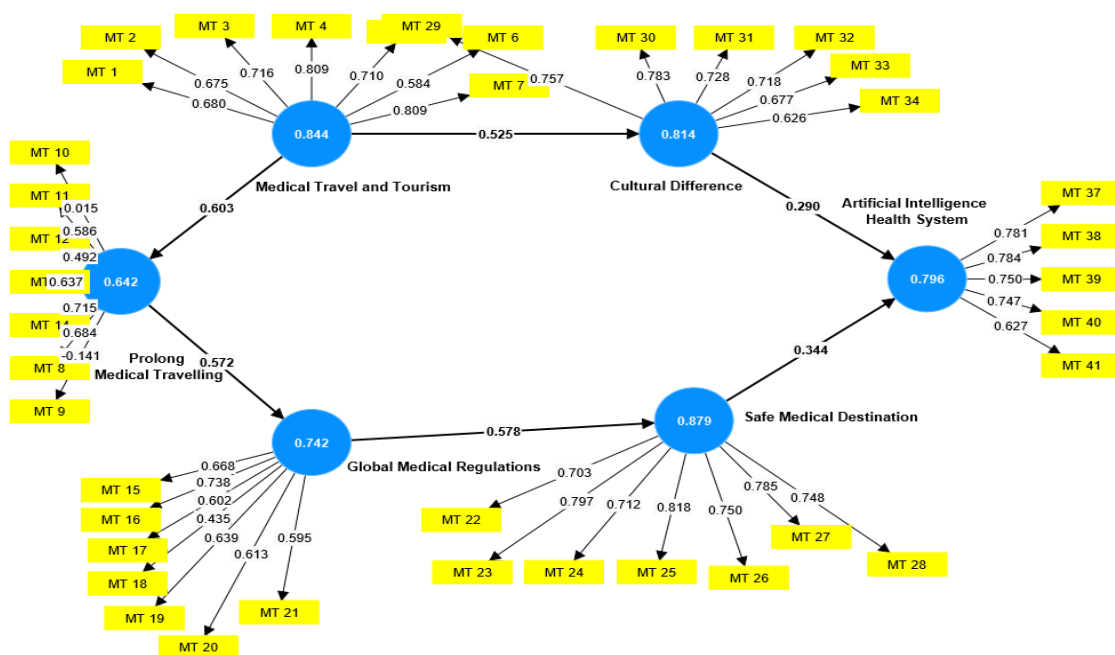 MT 2
MT 3
MT 4
MT 29
MT 6
MT 30
MT 31
MT 32
MT 33
MT 34
MT 1
MT 7
0.675
0.716
0.809
0.710
0.584
0.757
0.783
0.728
0.718
0.677
0.626
0.680
0.809
0.844
0.525
0.814
Medical Travel and Tourism
Cultural Difference
Artificial Intelligence
Health System
MT 10
MT 11
0.015
0.586
MT 12
0.492
0.637
0.715
MT 14
0.684
-0.141
MT 8
MT 9
0.642
0.603
0.290
0.796
0.781
0.784
0.750
0.747
0.627
MT 37
MT 38
MT 39
MT 40
MT 41
Prolong
Medical Travelling
0.572
0.344
0.742
0.578
0.879
Safe Medical Destination
Global Medical Regulations
0.668
0.738
0.602
0.435
0.639
0.613
0.595
MT 15
MT 16
MT 17
MT 18
MT 19
MT 20
MT 21
0.703
0.797
0.712
0.818
0.750
0.785
0.748
MT 22
MT 23
MT 24
MT 25
MT 26
MT 27
MT 28